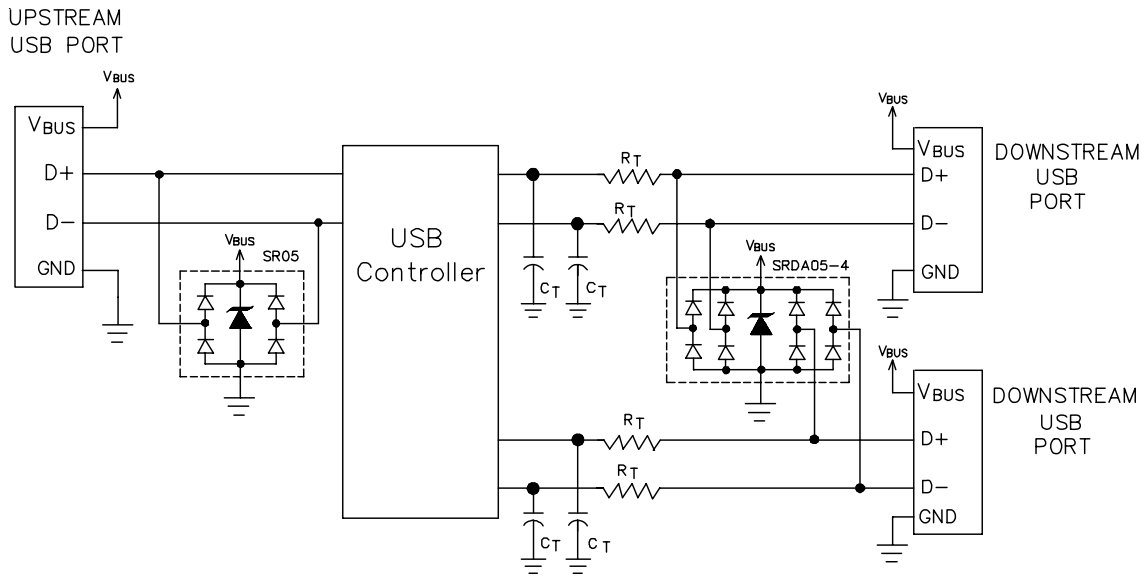 UPSTREAM
USB PORT
VBUS
VBUS
D+
D-
GND
VBUS
SR05
USB
Controller
RT
RT
CT
CT
VBUS
SRDA05-4
VBUS
VBUS
D+
D-
GND
DOWNSTREAM
USB
PORT
RT
RT
CT
CT
VBUS
VBUS
D+
D-
GND
DOWNSTREAM
USB
PORT